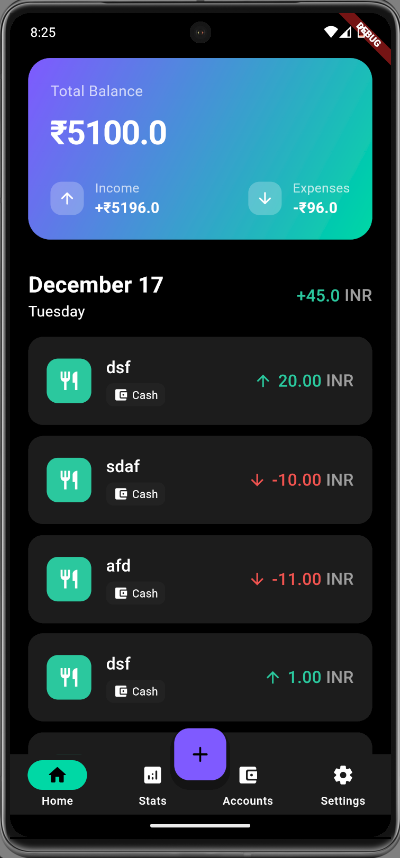 8:25
DEBUG
Total Balance
₹5100.0
Income
+₹5196.0
Expenses
-₹96.0
December 17
Tuesday
+45.0 INR
dsf
Cash
20.00 INR
sdaf
Cash
-10.00 INR
afd
Cash
-11.00 INR
dsf
Cash
1.00 INR
+
Home
Stats
Accounts
Settings